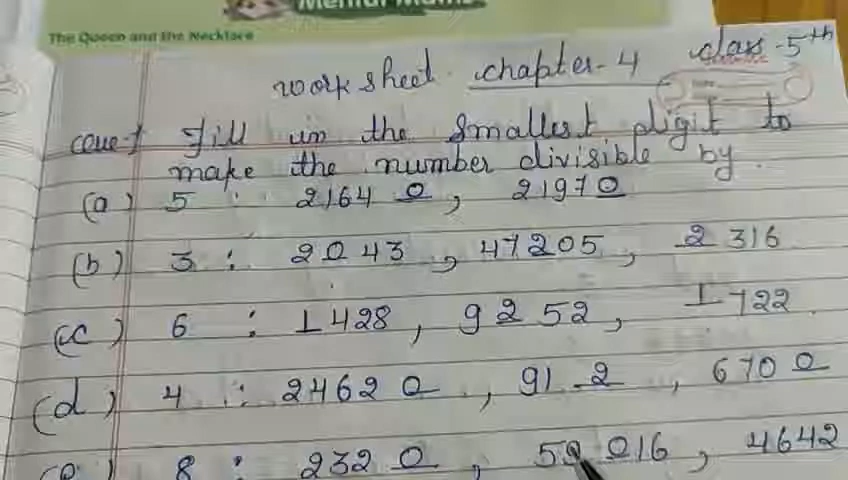 Mental Maths
The Queen and the Necklace
worksheet chapter-4 class-5th
Que-1 Fill in the smallest digit to
make the number divisible by.
(a) 5 : 21640, 21970
(b) 3 : 2043, 47205, 2316
(c) 6 : 1428, 9252, 1722.
(d) 4 : 24620, 912, 6700
8 : 2320, 59016, 4642